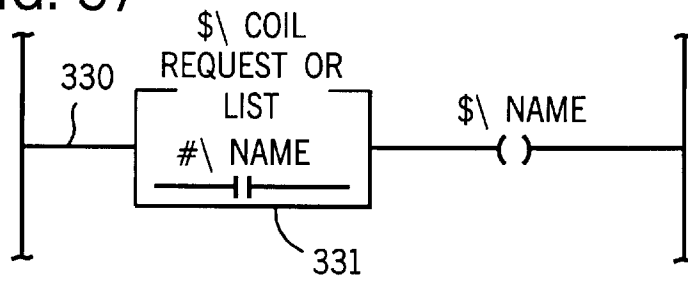 $\ COIL
REQUEST OR
LIST
330
#\ NAME
$\ NAME
331